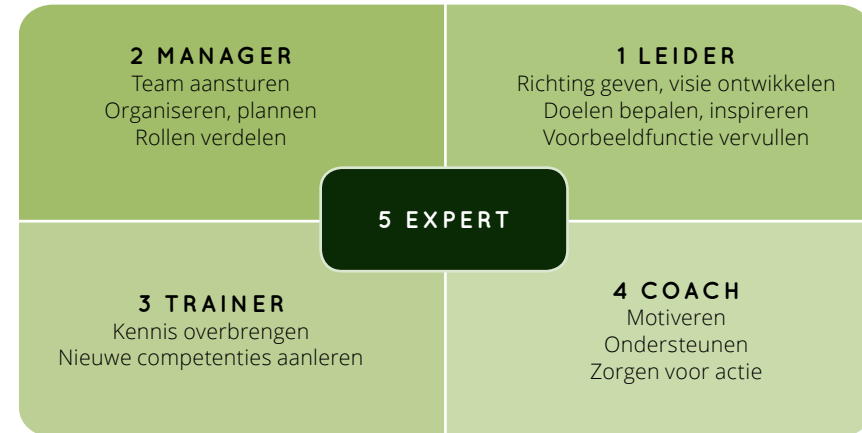 2 MANAGER
Team aansturen
Organiseren, plannen
Rollen verdelen
1 LEIDER
Richting geven, visie ontwikkelen
Doelen bepalen, inspireren
Voorbeeldfunctie vervullen
5 EXPERT
3 TRAINER
Kennis overbrengen
Nieuwe competenties aanleren
4 COACH
Motiveren
Ondersteunen
Zorgen voor actie